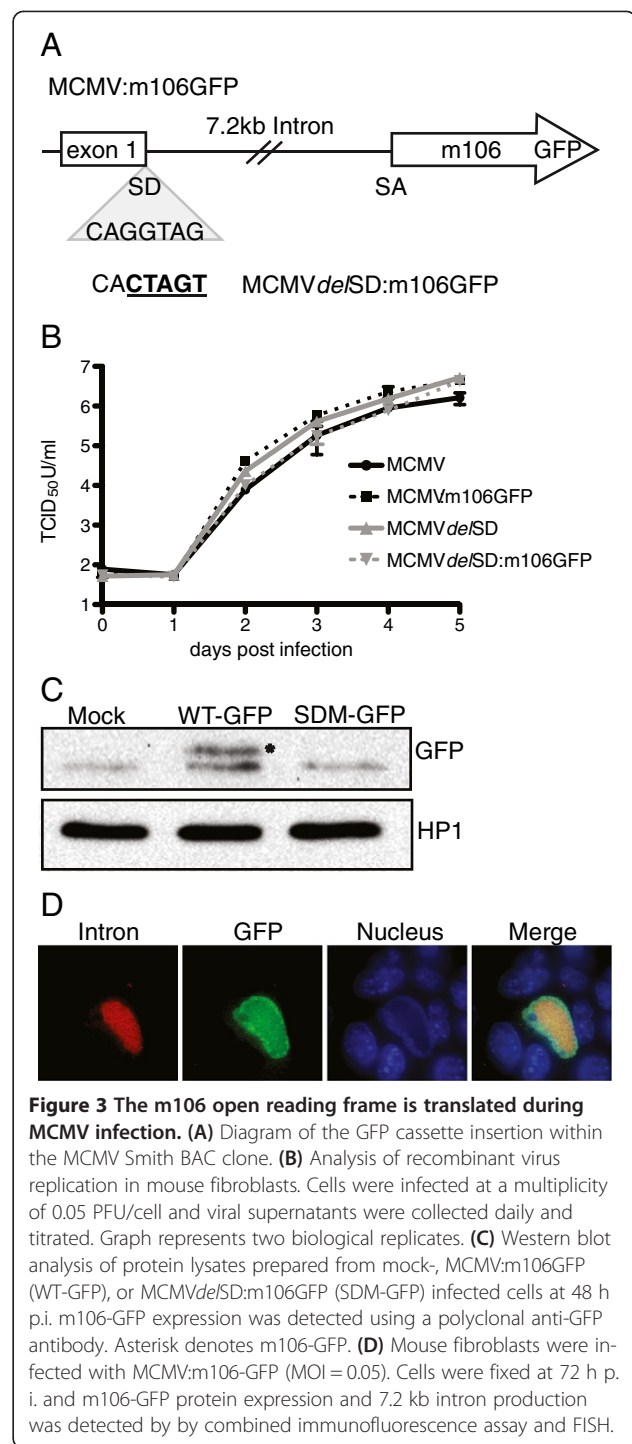 A
MCMV:m106GFP
7.2kb Intron
exon 1
m106 GFP
SD
SA
CAGGTAG
CACTAGT MCMVdelSD:m106GFP
B
7
6
5
4
3
2
1
TCID50U/ml
MCMV
MCMV:m106GFP
MCMVdelSD
MCMVdelSD:m106GFP
0 1 2 3 4 5
days post infection
C
Mock WT-GFP SDM-GFP
*
GFP
HP1
D
Intron GFP Nucleus Merge
Figure 3 The m106 open reading frame is translated during
MCMV infection. (A) Diagram of the GFP cassette insertion within
the MCMV Smith BAC clone. (B) Analysis of recombinant virus
replication in mouse fibroblasts. Cells were infected at a multiplicity
of 0.05 PFU/cell and viral supernatants were collected daily and
titrated. Graph represents two biological replicates. (C) Western blot
analysis of protein lysates prepared from mock-, MCMV:m106GFP
(WT-GFP), or MCMVdelSD:m106GFP (SDM-GFP) infected cells at 48 h
p.i. m106-GFP expression was detected using a polyclonal anti-GFP
antibody. Asterisk denotes m106-GFP. (D) Mouse fibroblasts were in-
fected with MCMV:m106-GFP (MOI = 0.05). Cells were fixed at 72 h p.
i. and m106-GFP protein expression and 7.2 kb intron production
was detected by by combined immunofluorescence assay and FISH.